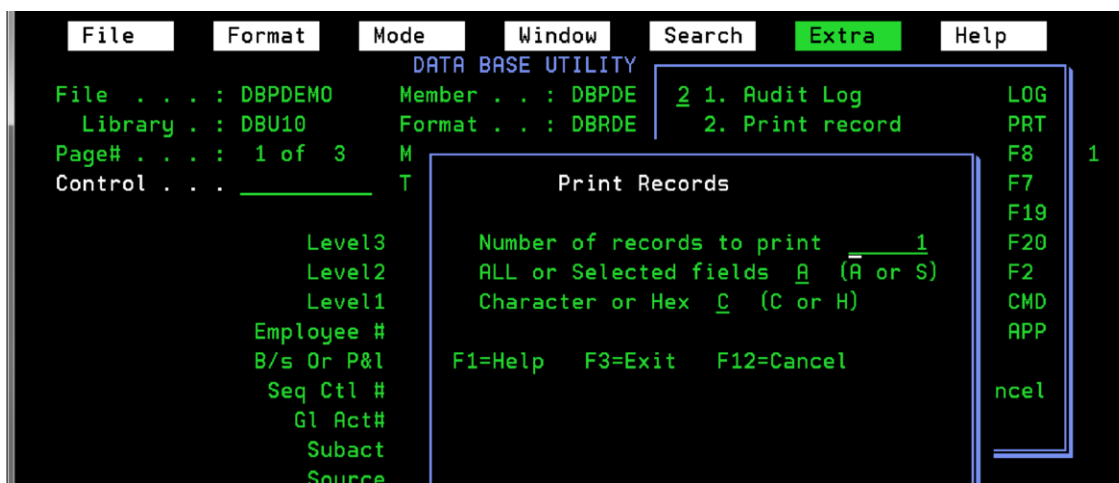 File Format Mode Window Search Extra Help
DATA BASE UTILITY
File . . . : DBPDEMO Member . . : DBPDE 2 1. Audit Log LOG
Library . : DBU10 Format . . : DBRDE 2. Print record PRT
Page# . . . : 1 of 3 M F8 1
Control . . . T Print Records F7
F19
Level3 Number of records to print 1 F20
Level2 ALL or Selected fields A (A or S) F2
Level1 Character or Hex C (C or H) CMD
Employee # APP
B/s Or P&l F1=Help F3=Exit F12=Cancel
Seq Ctl # ncel
Gl Act#
Subact
Source